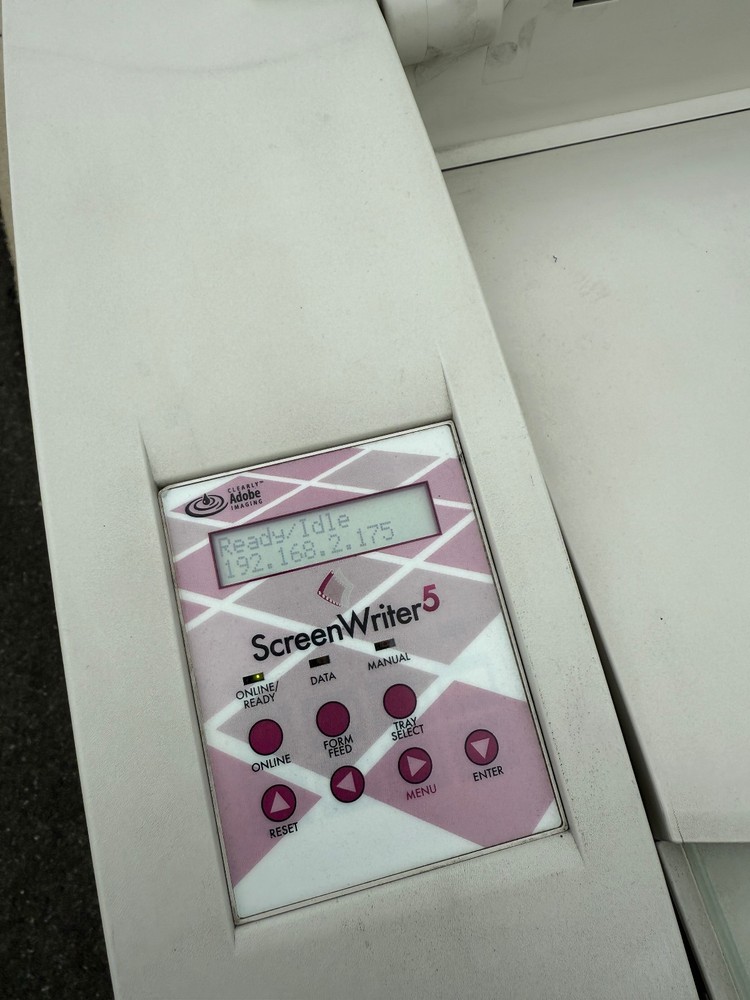 CLEARLY™
Adobe
IMAGING
Ready/Idle
192.168.2.175
ScreenWriter5
ONLINE/
READY
DATA
MANUAL
ONLINE
FORM
FEED
TRAY
SELECT
RESET
MENU
ENTER